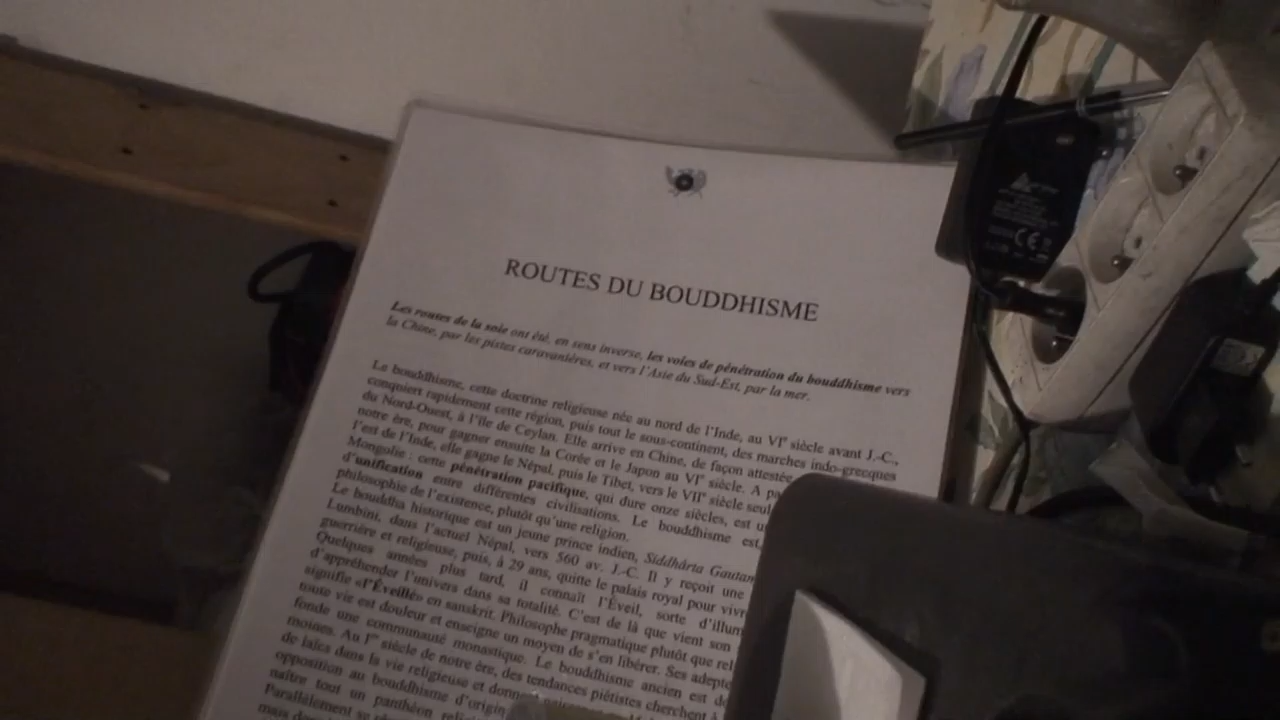 ROUTES DU BOUDDHISME
Les routes de la soie ont été, en sens inverse, les voies de pénétration du bouddhisme vers
la Chine, par les pistes caravanières, et vers l'Asie du Sud-Est, par la mer.
Le bouddhisme, cette doctrine religieuse née au nord de l'Inde, au VIe siècle avant J.-C.,
conquiert rapidement cette région, puis tout le sous-continent, des marches indo-grecques
du Nord-Ouest, à l'île de Ceylan. Elle arrive en Chine, de façon attestée
notre ère, pour gagner ensuite la Corée et le Japon au VIe siècle. A pa
l'est de l'Inde, elle gagne le Népal, puis le Tibet, vers le VIIe siècle seul
Mongolie : cette pénétration pacifique, qui dure onze siècles, est u
d'unification entre différentes civilisations. Le bouddhisme est
philosophie de l'existence, plutôt qu'une religion.
Le bouddha historique est un jeune prince indien, Siddhârta Gautam
Lumbini, dans l'actuel Népal, vers 560 av. J.-C. Il y reçoit une
guerrière et religieuse, puis, à 29 ans, quitte le palais royal pour vivr
Quelques années plus tard, il connaît l'Éveil, sorte d'illum
d'appréhender l'univers dans sa totalité. C'est de là que vient son
signifie «l'Éveillé» en sanskrit. Philosophe pragmatique plutôt que rel
toute vie est douleur et enseigne un moyen de s'en libérer. Ses adepte
fonde une communauté monastique. Le bouddhisme ancien est de
moines. Au Ier siècle de notre ère, des tendances piétistes cherchent à
de laïcs dans la vie religieuse et donnent
opposition au bouddhisme d'origin
naître tout un panthéon religi
Parallèlement se
mais dans
CE